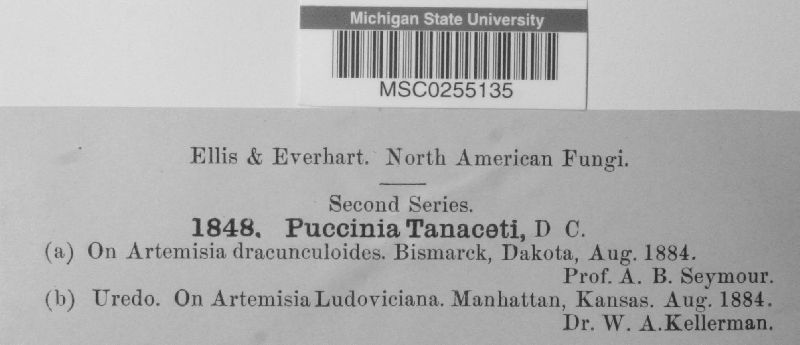 Michigan State University
MSC0255135
Ellis & Everhart. North American Fungi.
Second Series.
1848. Puccinia Tanaceti, D C.
(a) On Artemisia dracunculoides. Bismarck, Dakota, Aug. 1884.
Prof. A. B. Seymour.
(b) Uredo. On Artemisia Ludoviciana. Manhattan, Kansas. Aug. 1884.
Dr. W. A. Kellerman.